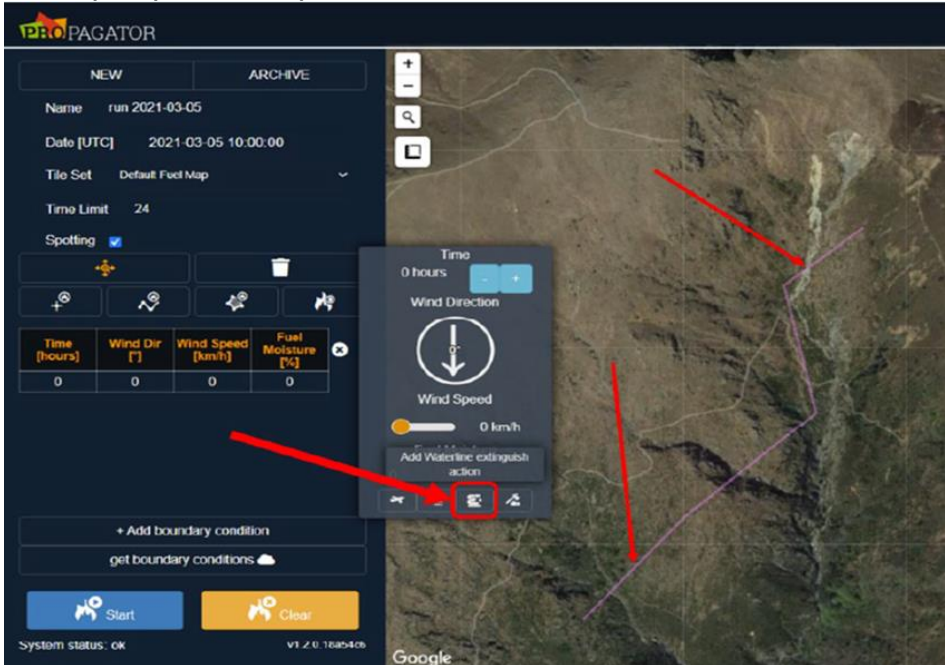 PROPAGATOR
NEW ARCHIVE
Name run 2021-03-05
Date [UTC] 2021-03-05 10:00:00
Tile Set Default Fuel Map
Time Limit 24
Spotting
Time [hours] Wind Dir [°] Wind Speed [km/h] Fuel Moisture [%]
0 0 0 0
+ Add boundary condition
get boundary conditions
Start Clear
System status: ok
Time
0 hours - +
Wind Direction
0°
Wind Speed
0 km/h
Add Waterline extinguish
action
+
−
Google